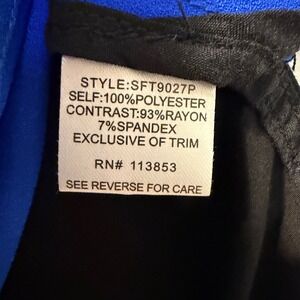 STYLE:SFT9027P
SELF:100%POLYESTER
CONTRAST:93%RAYON
7%SPANDEX
EXCLUSIVE OF TRIM
RN# 113853
SEE REVERSE FOR CARE